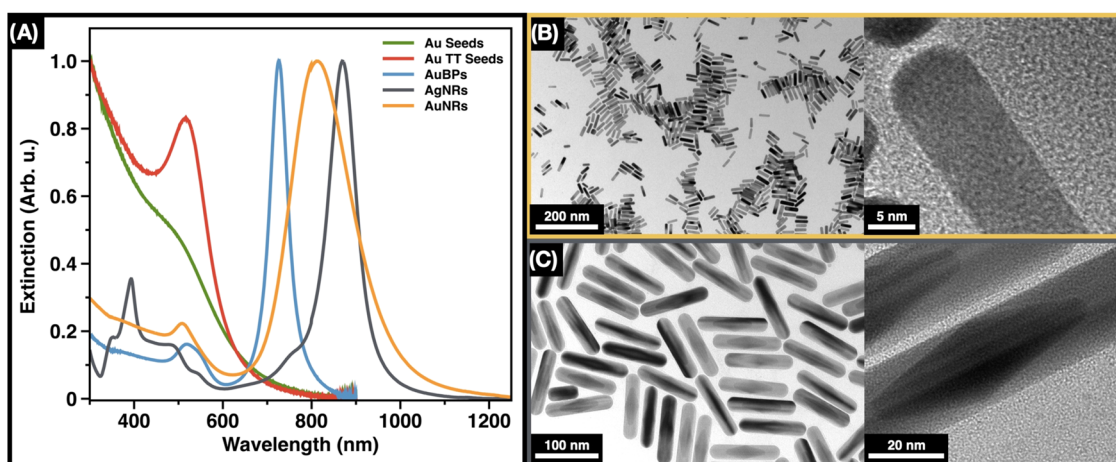 (A)
Extinction (Arb. u.)
1.0
0.8
0.6
0.4
0.2
0
Au Seeds
Au TT Seeds
AuBPs
AgNRs
AuNRs
400
600
800
1000
1200
Wavelength (nm)
(B)
200 nm
5 nm
(C)
100 nm
20 nm